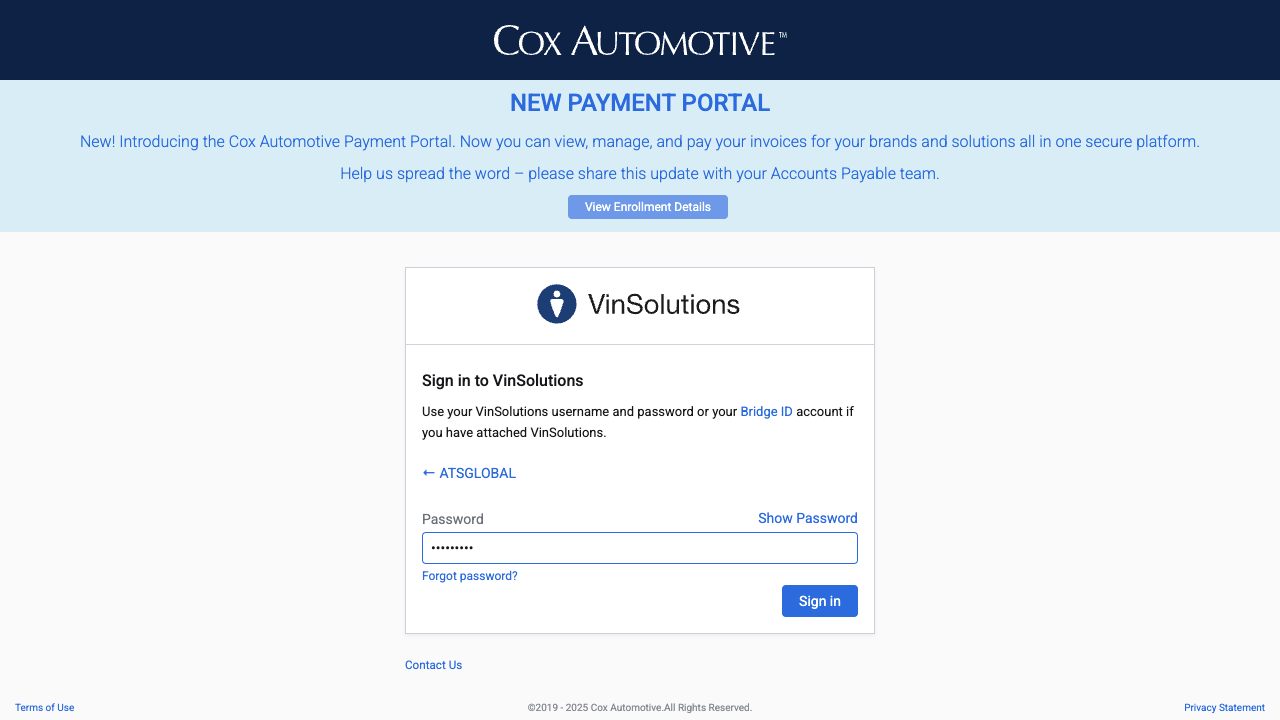 COX AUTOMOTIVE™
NEW PAYMENT PORTAL
New! Introducing the Cox Automotive Payment Portal. Now you can view, manage, and pay your invoices for your brands and solutions all in one secure platform.
Help us spread the word – please share this update with your Accounts Payable team.
View Enrollment Details
VinSolutions
Sign in to VinSolutions
Use your VinSolutions username and password or your Bridge ID account if
you have attached VinSolutions.
← ATSGLOBAL
Password Show Password
•••••••••
Forgot password?
Sign in
Contact Us
Terms of Use ©2019 - 2025 Cox Automotive.All Rights Reserved. Privacy Statement